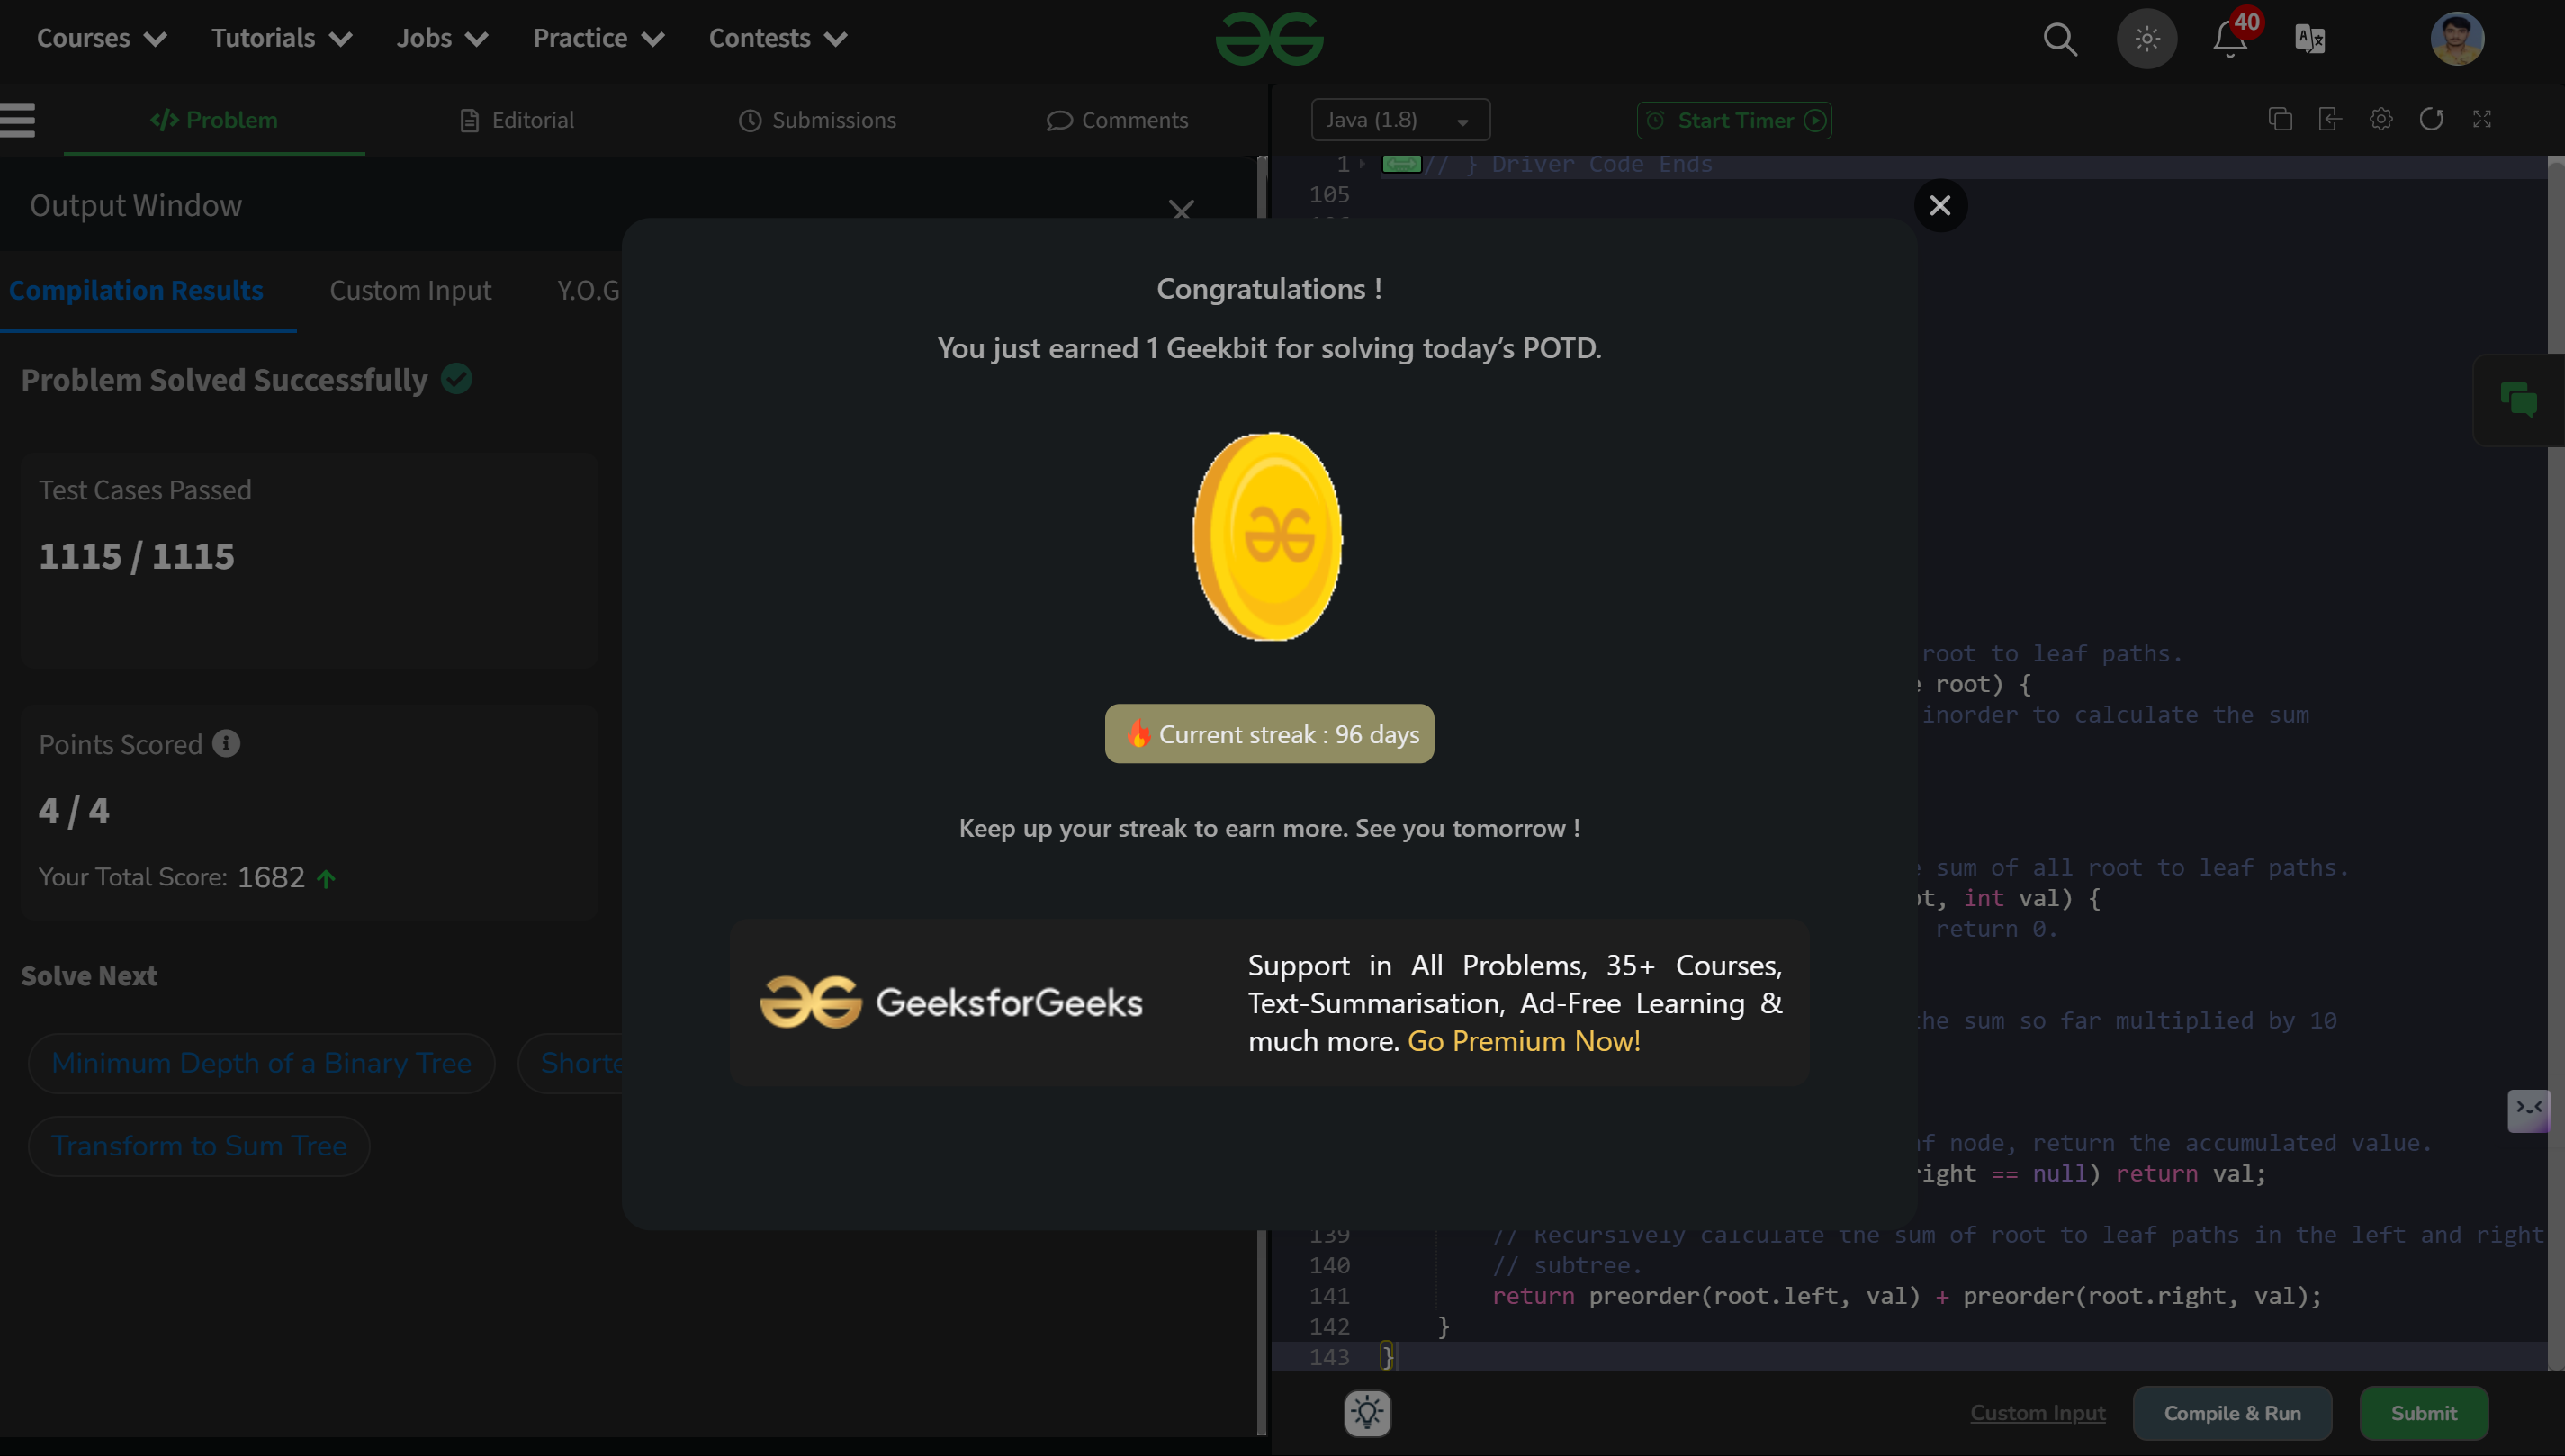 Courses
Tutorials
Jobs
Practice
Contests
40
Problem
Editorial
Submissions
Comments
Java (1.8)
Start Timer
Output Window
Compilation Results
Custom Input
Y.O.G
Problem Solved Successfully
Test Cases Passed
1115 / 1115
Points Scored
4 / 4
Your Total Score: 1682
Solve Next
Minimum Depth of a Binary Tree
Shorte
Transform to Sum Tree
Congratulations !
You just earned 1 Geekbit for solving today's POTD.
🔥 Current streak : 96 days
Keep up your streak to earn more. See you tomorrow !
GeeksforGeeks
Support in All Problems, 35+ Courses,
Text-Summarisation, Ad-Free Learning &
much more. Go Premium Now!
1 // } Driver Code Ends
105
root to leaf paths.
root) {
inorder to calculate the sum
sum of all root to leaf paths.
t, int val) {
return 0.
the sum so far multiplied by 10
f node, return the accumulated value.
right == null) return val;
139 // Recursively calculate the sum of root to leaf paths in the left and right
140 // subtree.
141 return preorder(root.left, val) + preorder(root.right, val);
142 }
143 }
Custom Input
Compile & Run
Submit